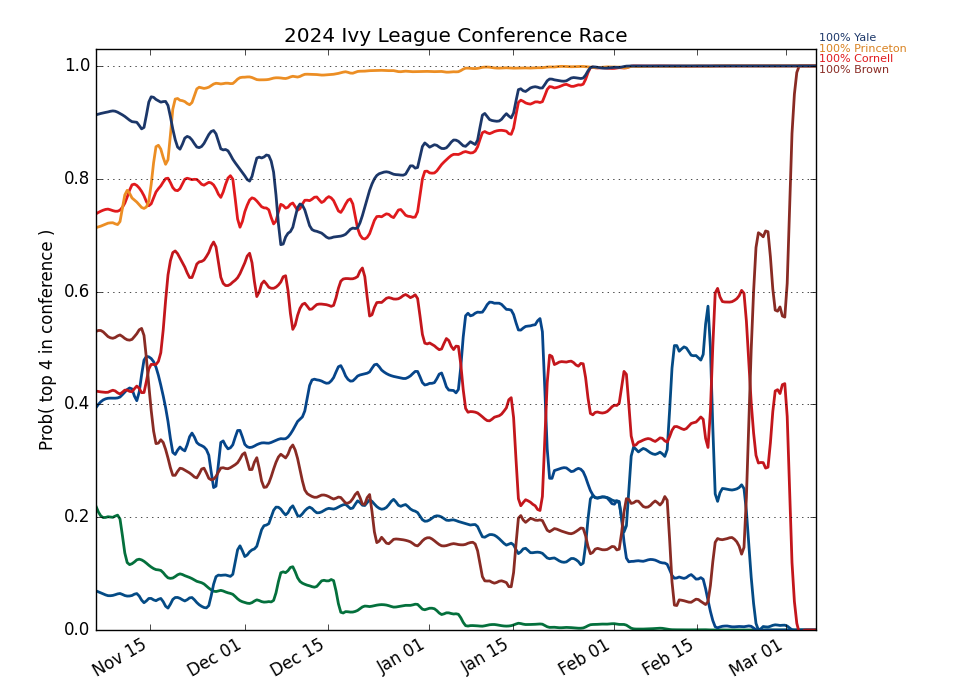 2024 Ivy League Conference Race
100% Yale
100% Princeton
100% Cornell
100% Brown
1.0
0.8
0.6
0.4
0.2
0.0
Prob( top 4 in conference )
Nov 15
Dec 01
Dec 15
Jan 01
Jan 15
Feb 01
Feb 15
Mar 01